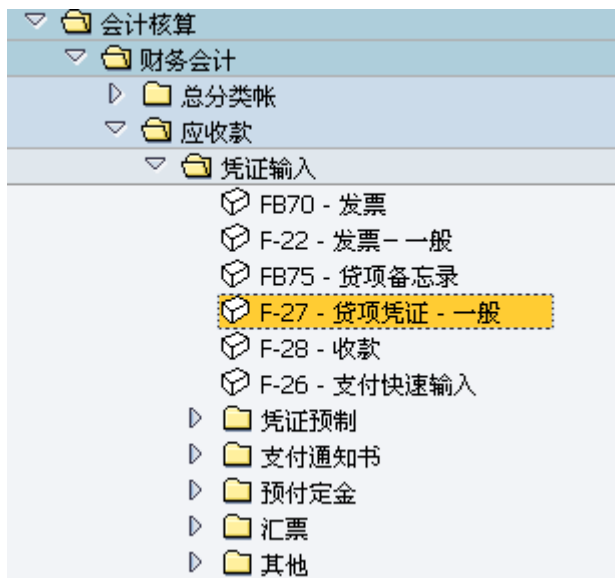 会计核算
财务会计
总分类帐
应收款
凭证输入
FB70 - 发票
F-22 - 发票-一般
FB75 - 贷项备忘录
F-27 - 贷项凭证 - 一般
F-28 - 收款
F-26 - 支付快速输入
凭证预制
支付通知书
预付定金
汇票
其他